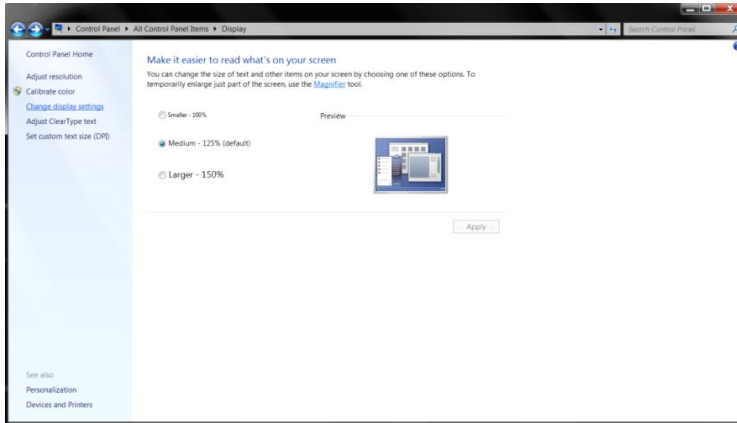 Control Panel ▸ All Control Panel Items ▸ Display
Search Control Panel
Control Panel Home
Adjust resolution
Calibrate color
Change display settings
Adjust ClearType text
Set custom text size (DPI)
See also
Personalization
Devices and Printers
Make it easier to read what's on your screen
You can change the size of text and other items on your screen by choosing one of these options. To
temporarily enlarge just part of the screen, use the Magnifier tool.
Smaller - 100%
Preview
Medium - 125% (default)
Larger - 150%
Apply